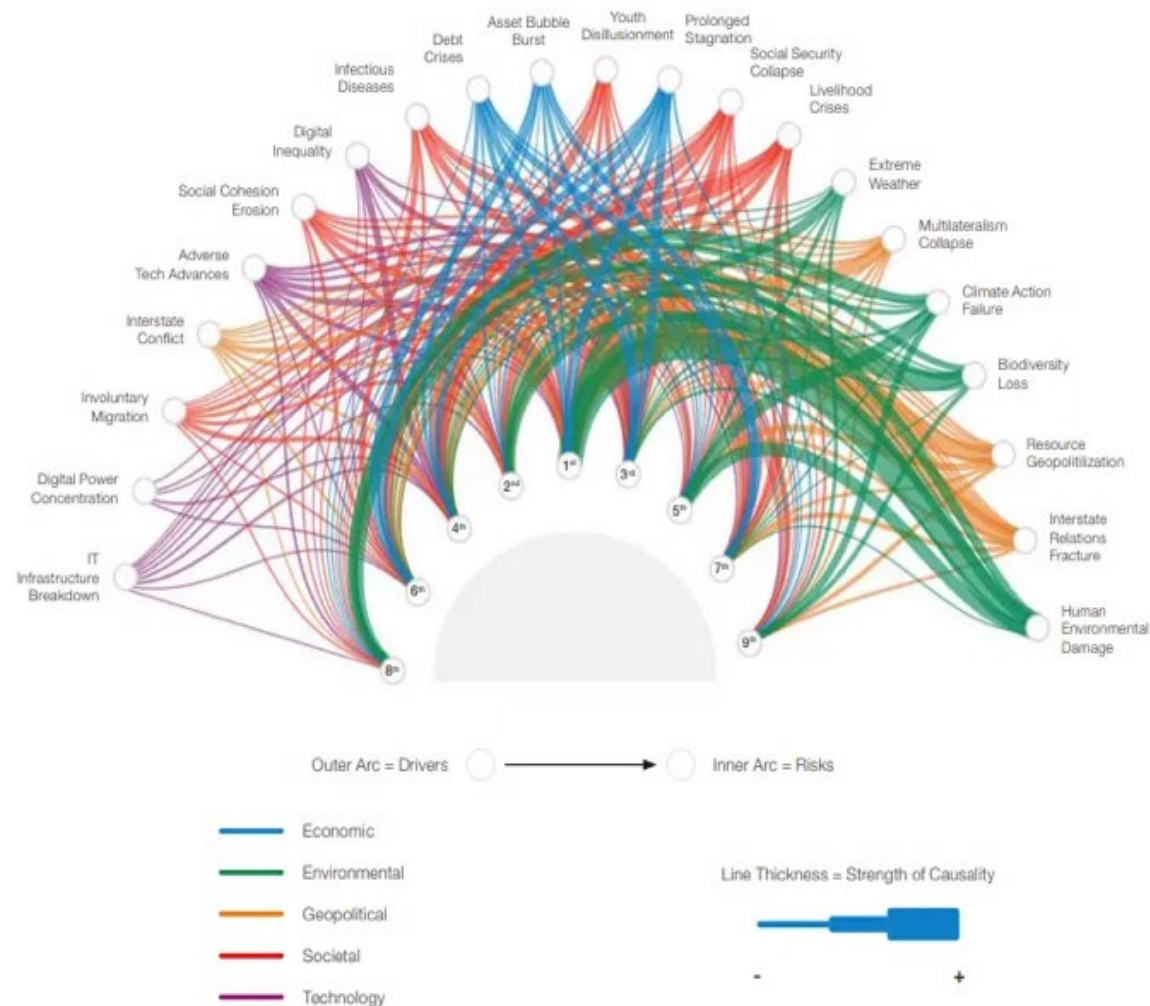 Asset Bubble
Burst
Youth
Disillusionment
Prolonged
Stagnation
Debt
Crises
Social Security
Collapse
Infectious
Diseases
Livelihood
Crises
Digital
Inequality
Extreme
Weather
Social Cohesion
Erosion
Multilateralism
Collapse
Adverse
Tech Advances
Climate Action
Failure
Interstate
Conflict
Biodiversity
Loss
Involuntary
Migration
Resource
Geopolitilization
Digital Power
Concentration
Interstate
Relations
Fracture
IT
Infrastructure
Breakdown
Human
Environmental
Damage
1st
2nd
3rd
4th
5th
6th
7th
8th
9th
Outer Arc = Drivers
Inner Arc = Risks
Economic
Environmental
Geopolitical
Societal
Technology
Line Thickness = Strength of Causality
- +